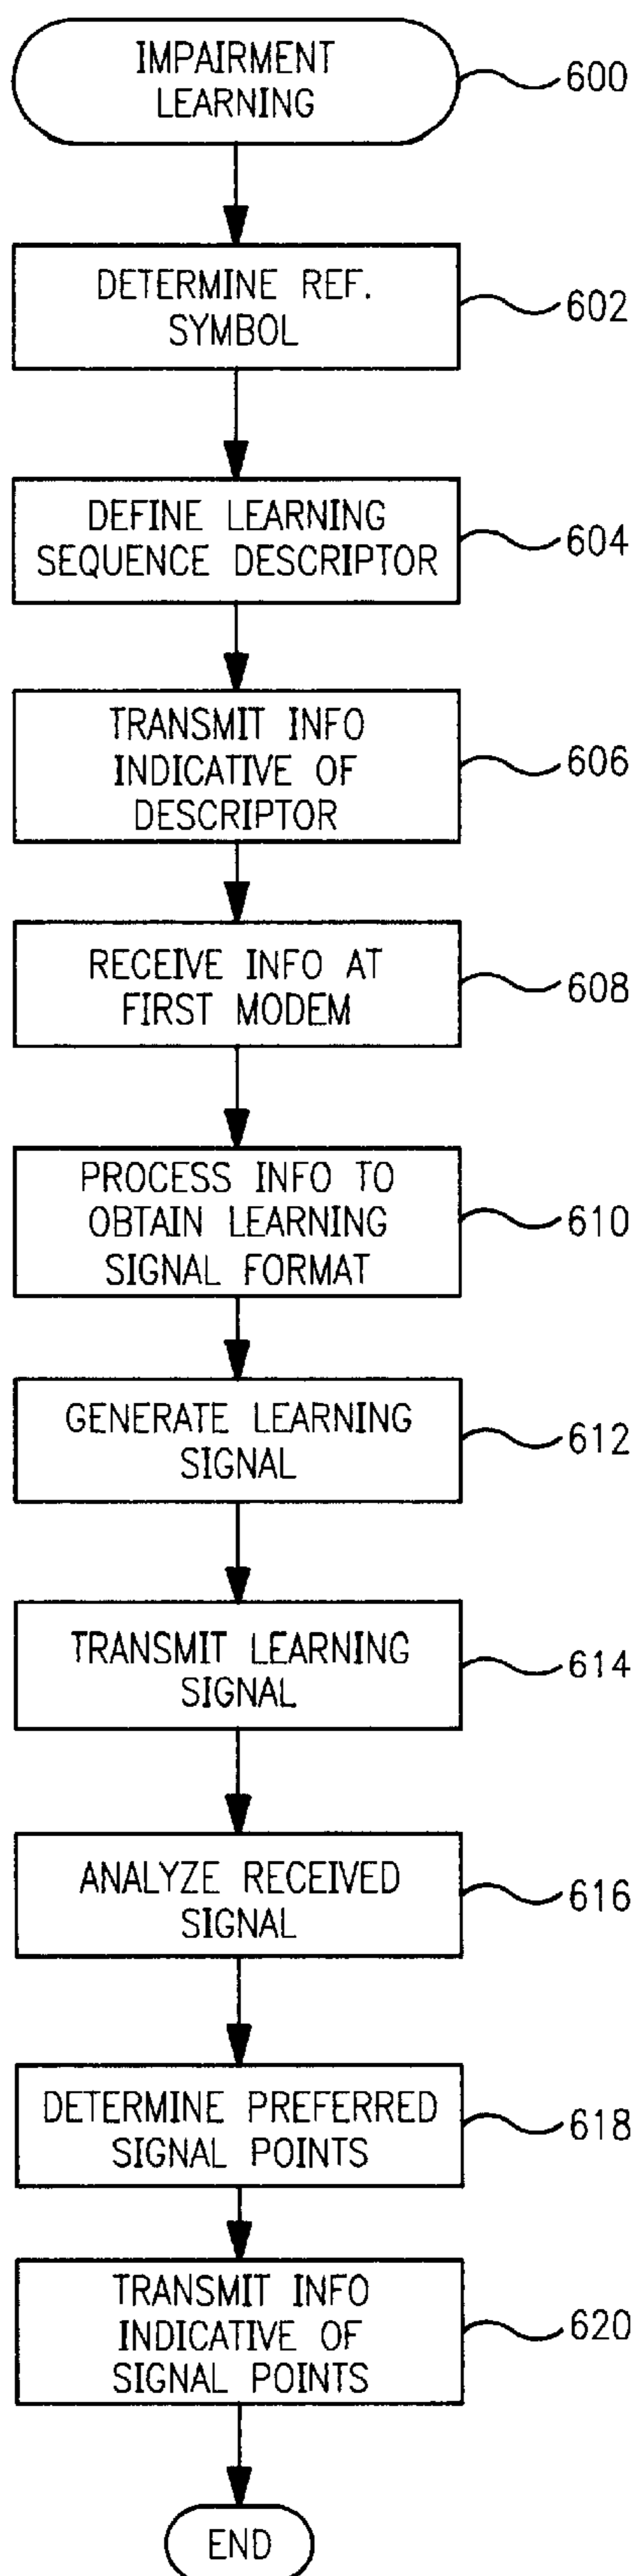 IMPAIRMENT
LEARNING
600
DETERMINE REF.
SYMBOL
602
DEFINE LEARNING
SEQUENCE DESCRIPTOR
604
TRANSMIT INFO
INDICATIVE OF
DESCRIPTOR
606
RECEIVE INFO AT
FIRST MODEM
608
PROCESS INFO TO
OBTAIN LEARNING
SIGNAL FORMAT
610
GENERATE LEARNING
SIGNAL
612
TRANSMIT LEARNING
SIGNAL
614
ANALYZE RECEIVED
SIGNAL
616
DETERMINE PREFERRED
SIGNAL POINTS
618
TRANSMIT INFO
INDICATIVE OF
SIGNAL POINTS
620
END